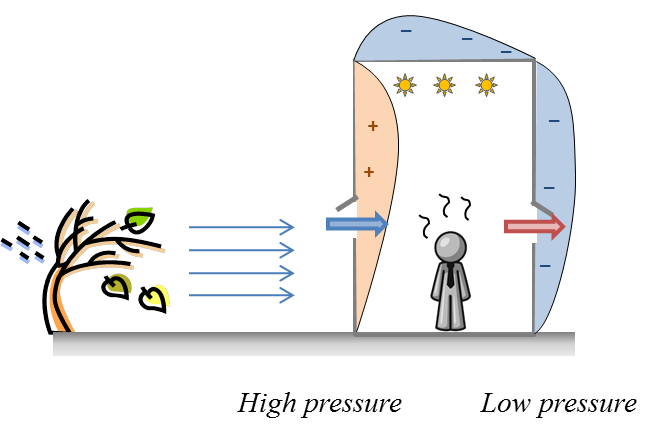 − − −
+ −
+ −
−
High pressure Low pressure